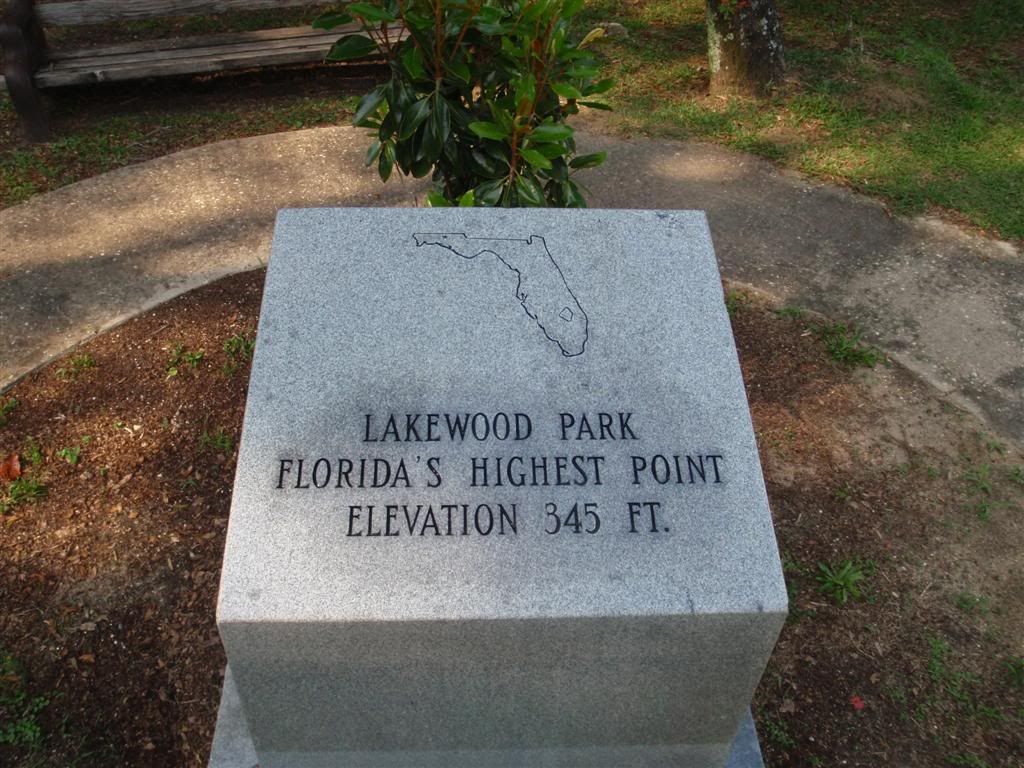 LAKEWOOD PARK
FLORIDA'S HIGHEST POINT
ELEVATION 345 FT.